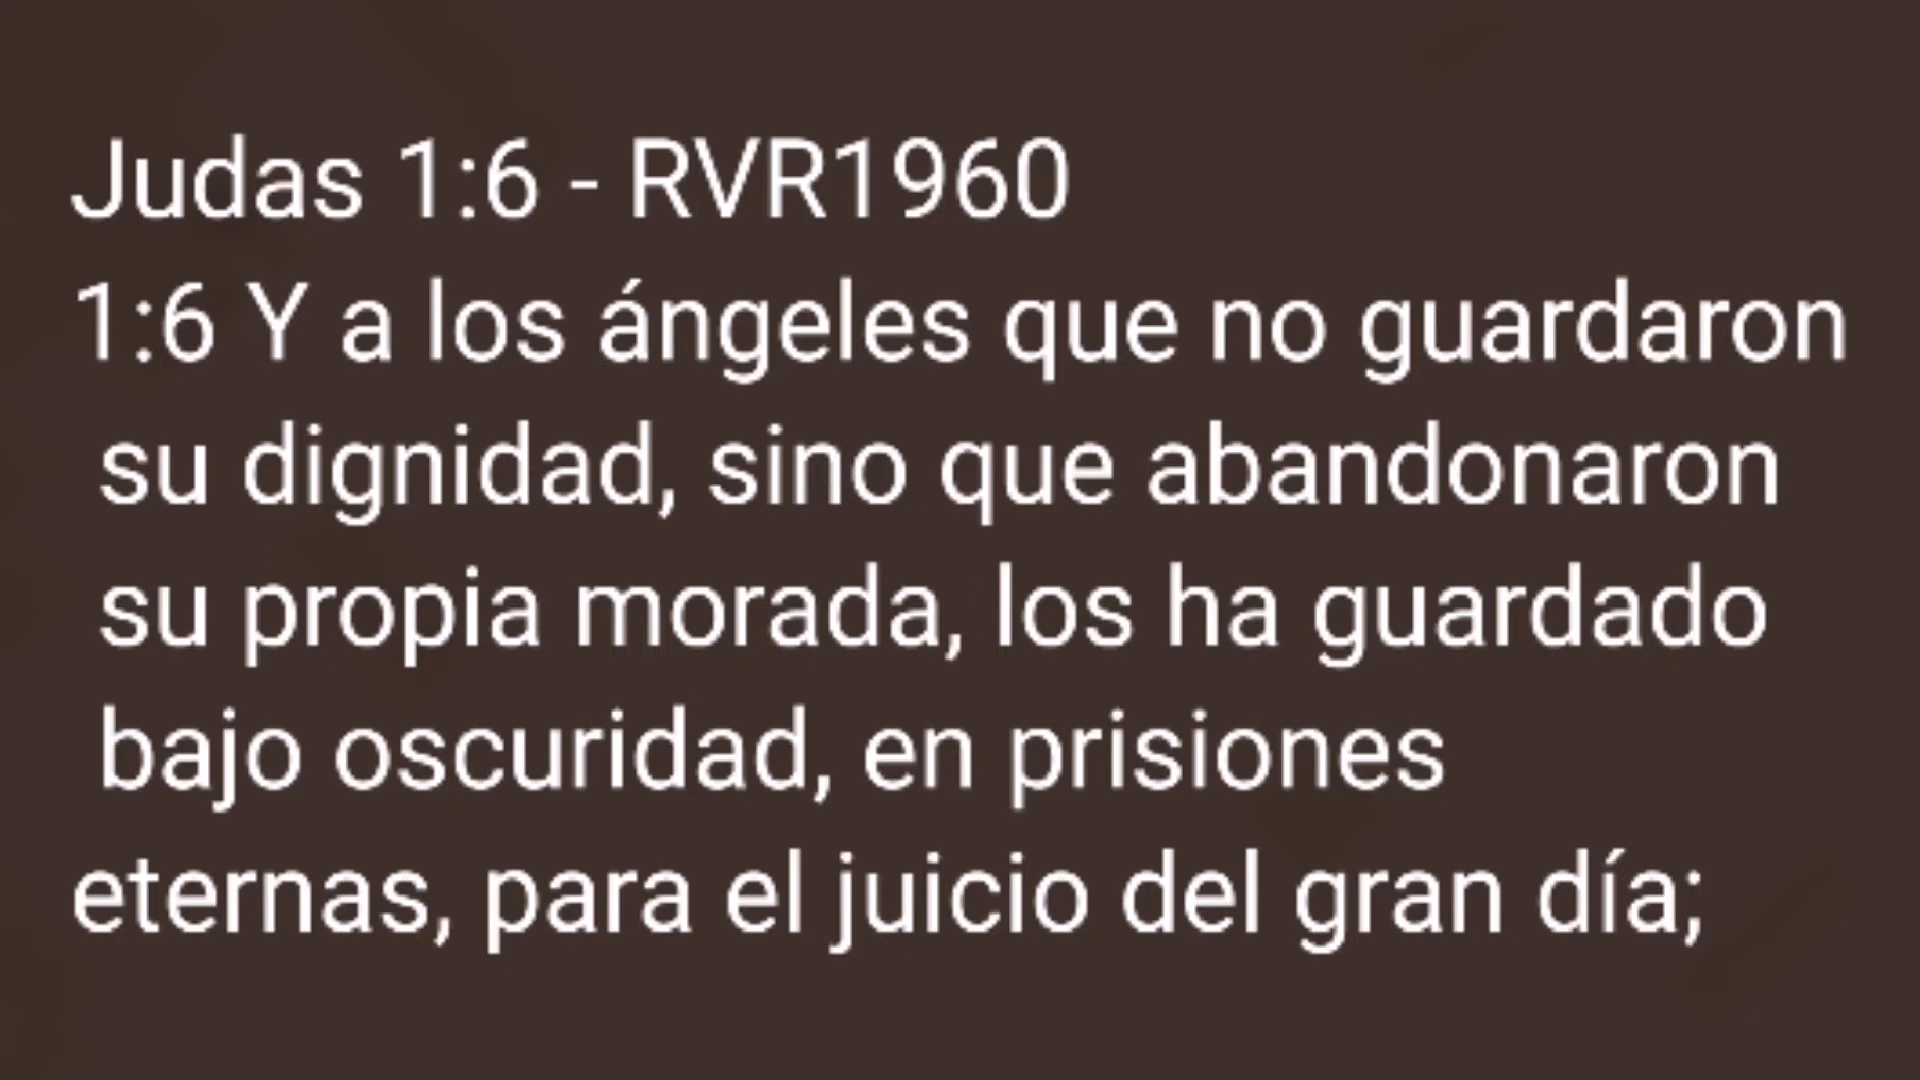 Judas 1:6 - RVR1960
1:6 Y a los ángeles que no guardaron
su dignidad, sino que abandonaron
su propia morada, los ha guardado
bajo oscuridad, en prisiones
eternas, para el juicio del gran día;